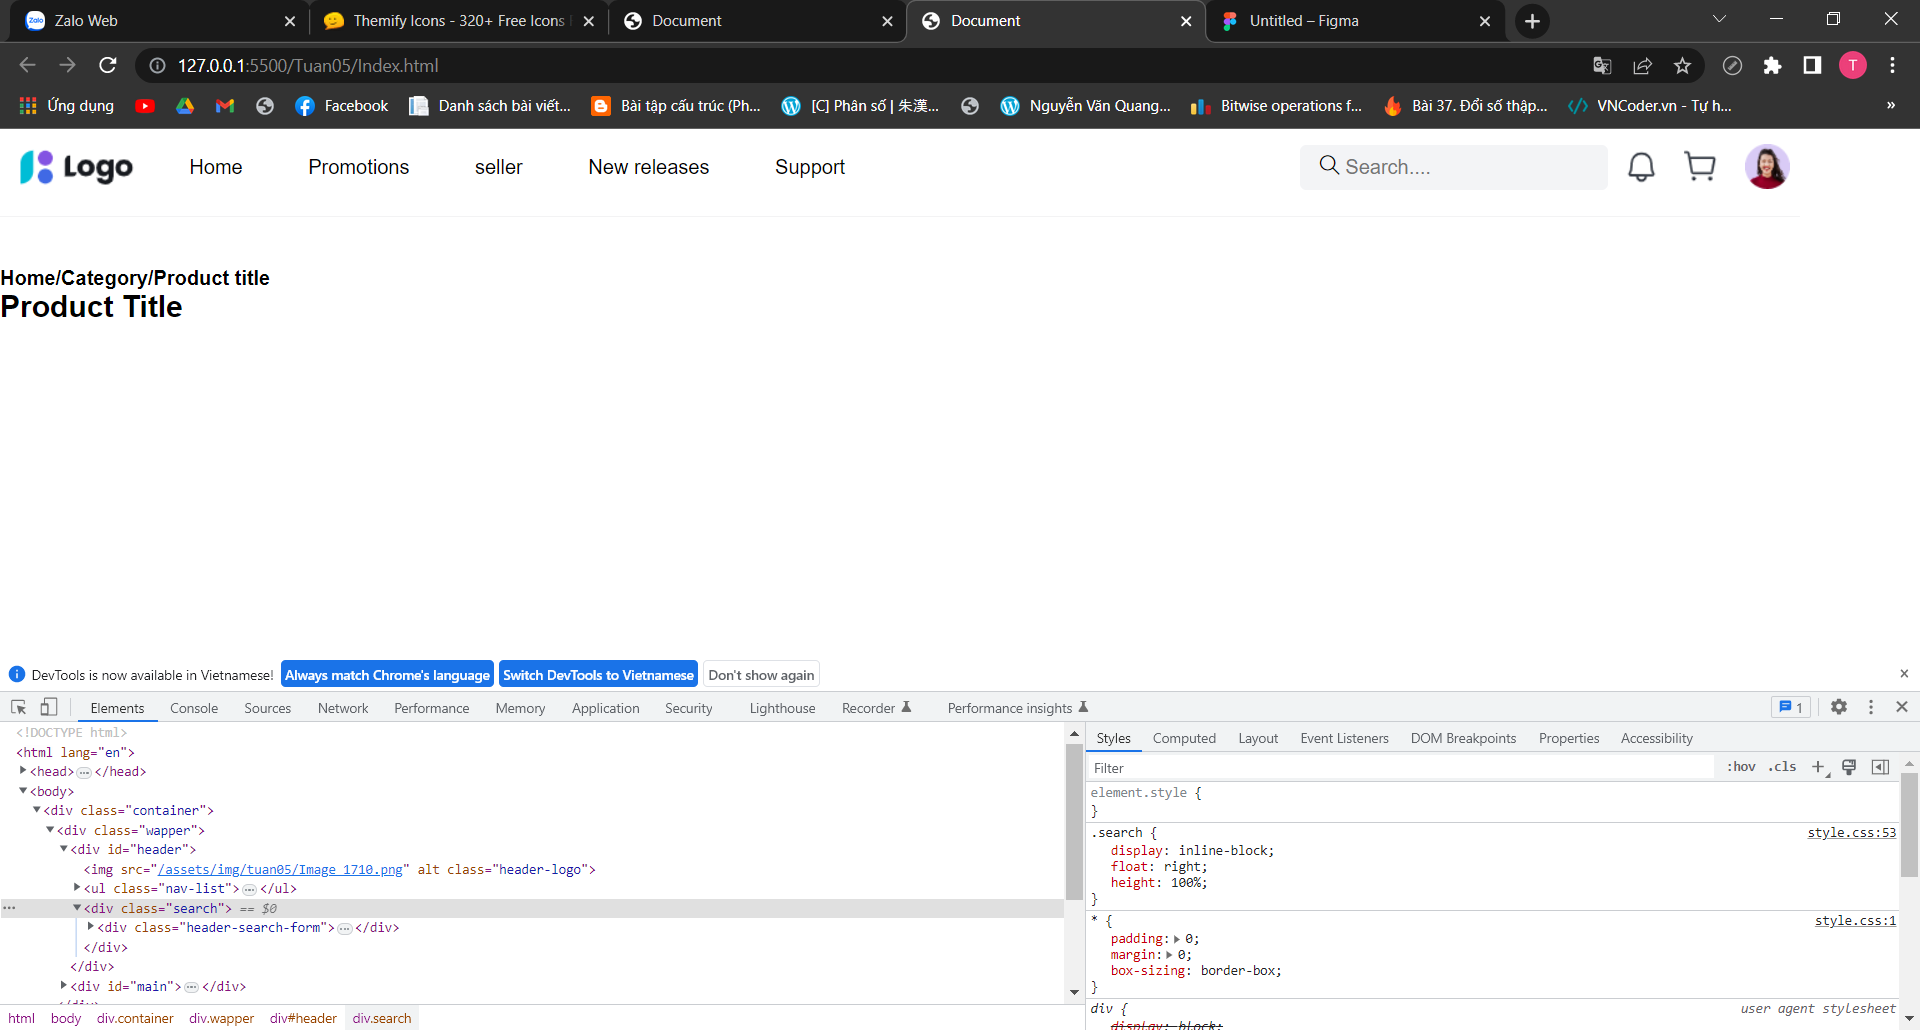 Zalo Web
Themify Icons - 320+ Free Icons
Document
Document
Untitled – Figma
127.0.0.1:5500/Tuan05/Index.html
T
Ứng dụng
Facebook
Danh sách bài viết...
Bài tập cấu trúc (Ph...
[C] Phân số | 朱漢...
Nguyễn Văn Quang...
Bitwise operations f...
Bài 37. Đổi số thập...
VNCoder.vn - Tự h...
»
Logo
Home
Promotions
seller
New releases
Support
Search....
Home/Category/Product title
Product Title
DevTools is now available in Vietnamese!
Always match Chrome's language
Switch DevTools to Vietnamese
Don't show again
Elements
Console
Sources
Network
Performance
Memory
Application
Security
Lighthouse
Recorder
Performance insights
1
<!DOCTYPE html>
<html lang="en">
<head>…</head>
<body>
<div class="container">
<div class="wapper">
<div id="header">
<img src="/assets/img/tuan05/Image 1710.png" alt class="header-logo">
<ul class="nav-list">…</ul>
<div class="search"> == $0
<div class="header-search-form">…</div>
</div>
</div>
<div id="main">…</div>
</div>
html body div.container div.wapper div#header div.search
Styles
Computed
Layout
Event Listeners
DOM Breakpoints
Properties
Accessibility
Filter
:hov .cls
element.style {
}
.search {
style.css:53
display: inline-block;
float: right;
height: 100%;
}
* {
style.css:1
padding: 0;
margin: 0;
box-sizing: border-box;
}
div {
user agent stylesheet
display: block;